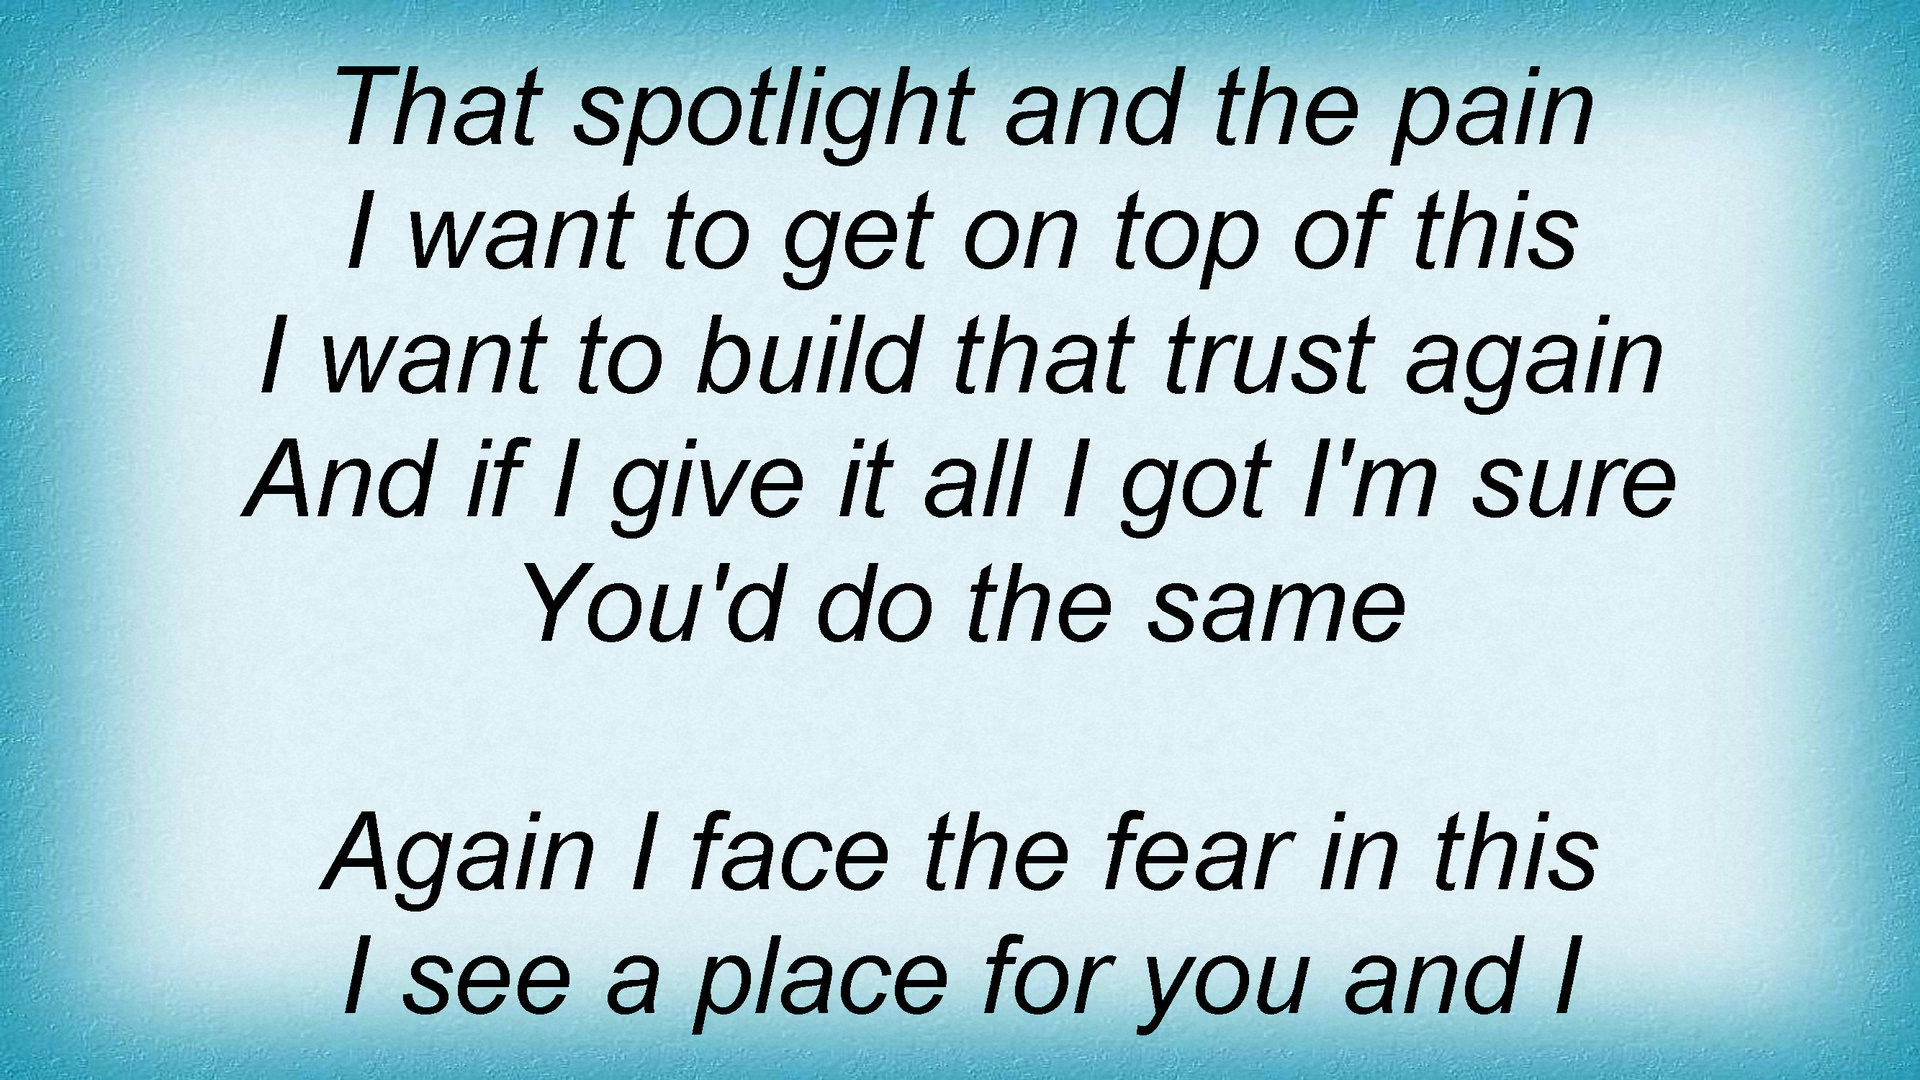 That spotlight and the pain
I want to get on top of this
I want to build that trust again
And if I give it all I got I'm sure
You'd do the same
Again I face the fear in this
I see a place for you and I